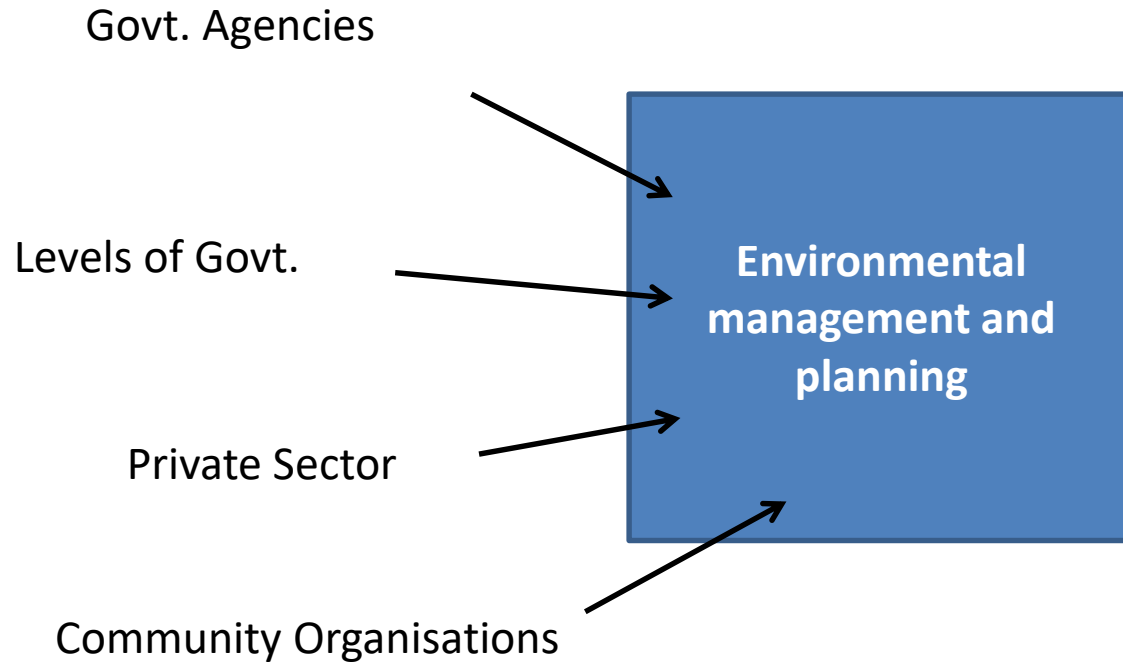 Govt. Agencies
Levels of Govt.
Environmental
management and
planning
Private Sector
Community Organisations